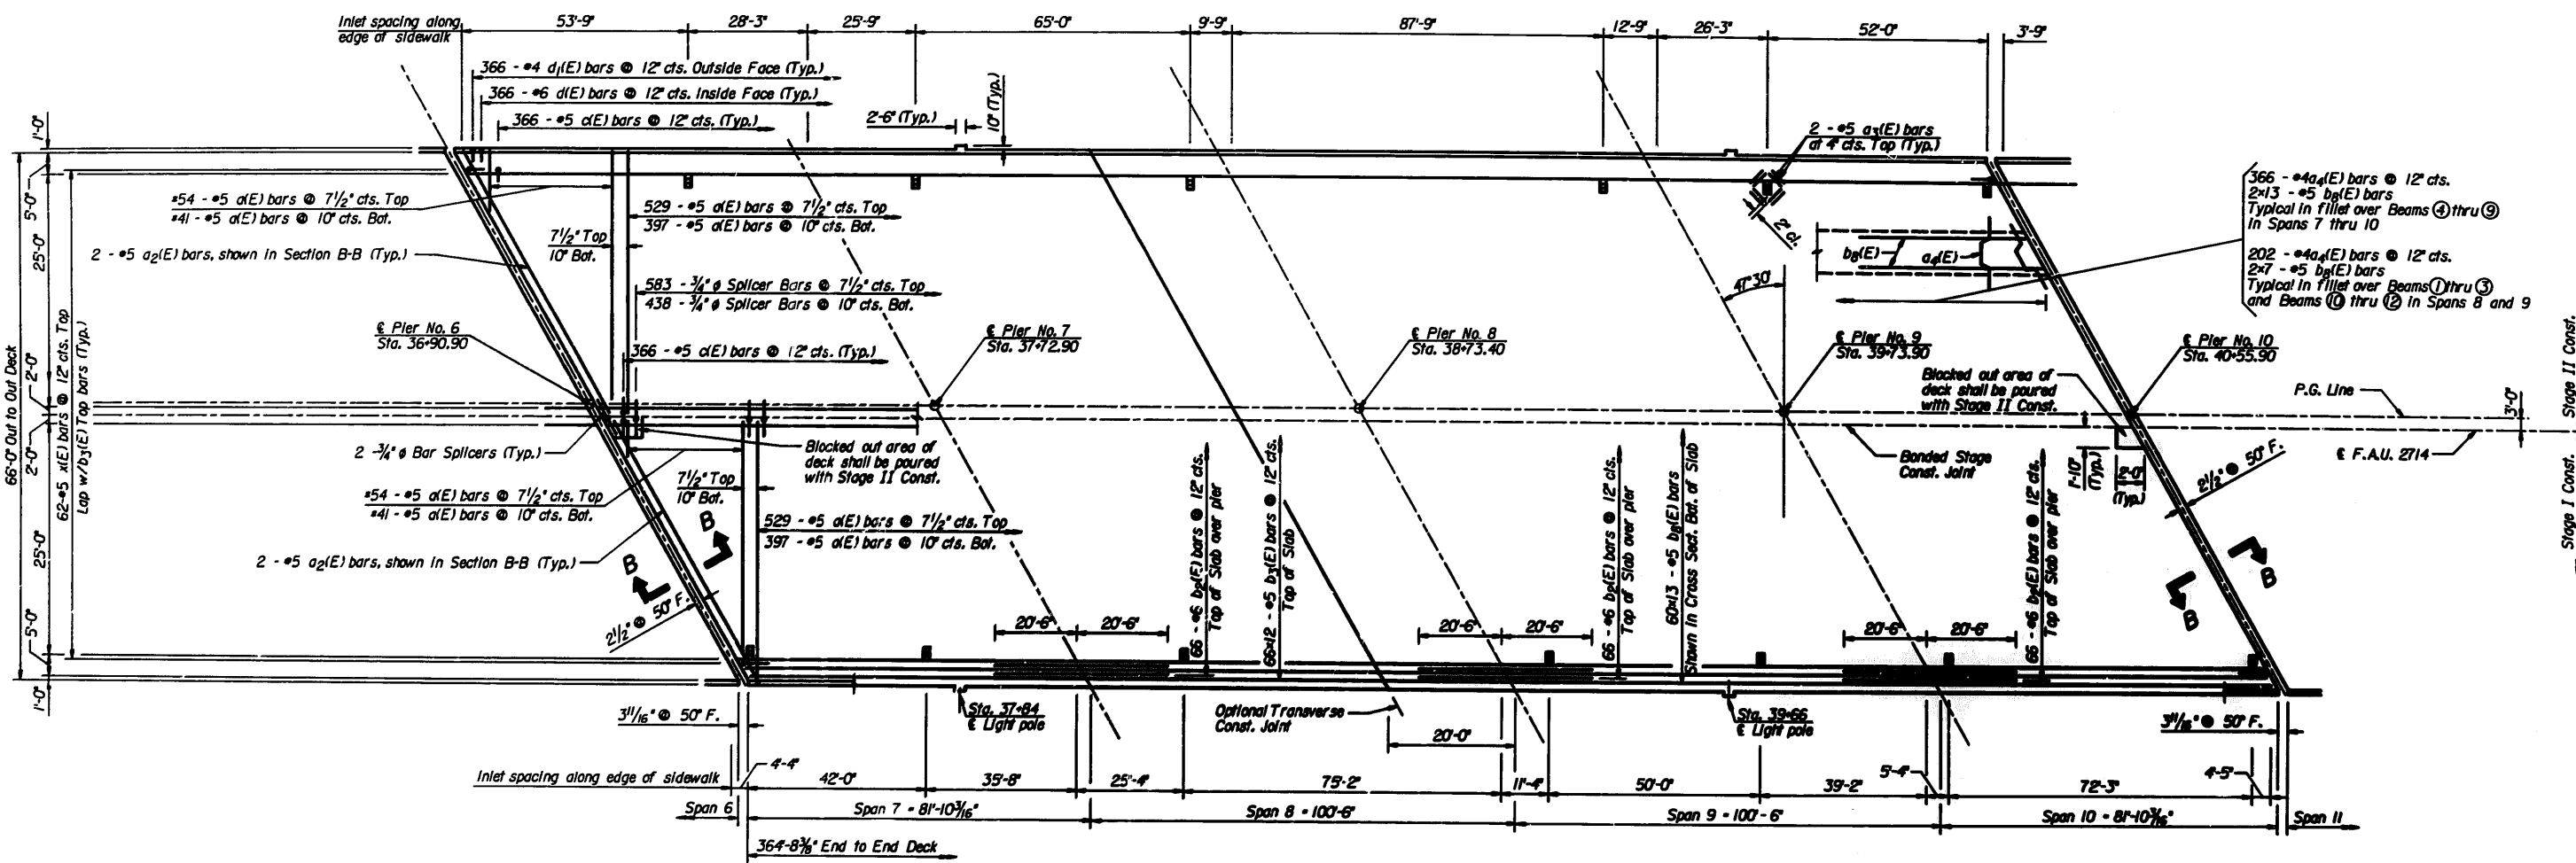 Inlet spacing along
edge of sidewalk
53'-9"
28'-3"
25'-9"
65'-0"
9'-9"
87'-9"
12'-9"
26'-3"
52'-0"
3'-9"
366 - #4 d1(E) bars @ 12" cts. Outside Face (Typ.)
366 - #6 d(E) bars @ 12" cts. Inside Face (Typ.)
366 - #5 c(E) bars @ 12" cts. (Typ.)
2'-6" (Typ.)
10" (Typ.)
2 - #5 a3(E) bars
at 4" cts. Top (Typ.)
1'-0"
5'-0"
25'-0"
2'-0"
2'-0"
25'-0"
5'-0"
1'-0"
66'-0" Out to Out Deck
62-#5 x(E) bars @ 12" cts. Top
Lap w/b3(E) Top bars (Typ.)
*54 - #5 a(E) bars @ 7 1/2" cts. Top
*41 - #5 a(E) bars @ 10" cts. Bot.
2 - #5 a2(E) bars, shown in Section B-B (Typ.)
7 1/2" Top
10" Bot.
529 - #5 a(E) bars @ 7 1/2" cts. Top
397 - #5 a(E) bars @ 10" cts. Bot.
583 - 3/4" φ Splicer Bars @ 7 1/2" cts. Top
438 - 3/4" φ Splicer Bars @ 10" cts. Bot.
366 - #5 c(E) bars @ 12" cts. (Typ.)
2" cl.
b8(E)
a4(E)
41°30'
366 - #4a4(E) bars @ 12" cts.
2x13 - #5 b8(E) bars
Typical in fillet over Beams ④ thru ⑨
in Spans 7 thru 10
202 - #4a4(E) bars @ 12" cts.
2x7 - #5 b8(E) bars
Typical in fillet over Beams ① thru ③
and Beams ⑩ thru ⑫ in Spans 8 and 9
℄ Pier No. 6
Sta. 36+90.90
℄ Pier No. 7
Sta. 37+72.90
℄ Pier No. 8
Sta. 38+73.40
℄ Pier No. 9
Sta. 39+73.90
℄ Pier No. 10
Sta. 40+55.90
Blocked out area of
deck shall be poured
with Stage II Const.
P.G. Line
3'-0"
Stage II Const.
Stage I Const.
℄ F.A.U. 2714
2 - 3/4" φ Bar Splicers (Typ.)
Blocked out area of
deck shall be poured
with Stage II Const.
Bonded Stage
Const. Joint
1'-10"
(Typ.)
2'-0"
(Typ.)
2 1/2" @ 50° F.
*54 - #5 a(E) bars @ 7 1/2" cts. Top
*41 - #5 a(E) bars @ 10" cts. Bot.
7 1/2" Top
10" Bot.
529 - #5 a(E) bars @ 7 1/2" cts. Top
397 - #5 a(E) bars @ 10" cts. Bot.
2 - #5 a2(E) bars, shown in Section B-B (Typ.)
B
B
B
B
2 1/2" @ 50° F.
66 - #6 b2(E) bars @ 12" cts.
Top of Slab over pier
66x12 - #5 b3(E) bars @ 12" cts.
Top of Slab
66 - #6 b2(E) bars @ 12" cts.
Top of Slab over pier
60x13 - #5 b8(E) bars
Shown in Cross Sect. Bot. of Slab
66 - #6 b2(E) bars @ 12" cts.
Top of Slab over pier
20'-6"
20'-6"
20'-6"
20'-6"
20'-6"
20'-6"
3 11/16" @ 50° F.
Sta. 37+84
℄ Light pole
Optional Transverse
Const. Joint
20'-0"
Sta. 39+66
℄ Light pole
3 11/16" @ 50° F.
Inlet spacing along edge of sidewalk
4'-4"
42'-0"
35'-8"
25'-4"
75'-2"
11'-4"
50'-0"
39'-2"
5'-4"
72'-3"
4'-5"
Span 6
Span 7 = 81'-10 3/16"
Span 8 = 100'-6"
Span 9 = 100'-6"
Span 10 = 81'-10 3/16"
Span 11
364'-8 3/8" End to End Deck